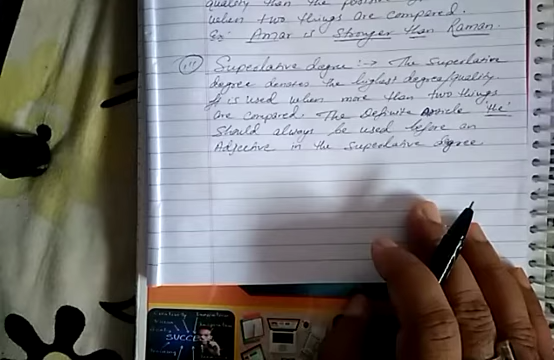 quality than the positive
when two things are compared.
Ex: Amar is Stronger than Raman.
(iii) Superlative degree :→ The Superlative
degree denotes the highest degree/quality
It is used when more than two things
are compared. The Definite Article 'the'
Should always be used before an
Adjective in the superlative degree
SUCCE